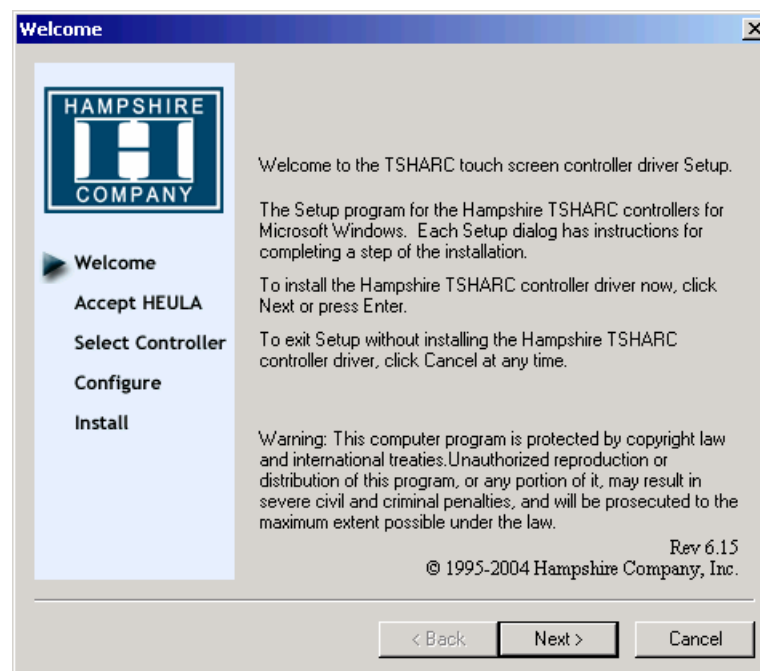 Welcome
HAMPSHIRE
H
COMPANY
Welcome
Accept HEULA
Select Controller
Configure
Install
Welcome to the TSHARC touch screen controller driver Setup.
The Setup program for the Hampshire TSHARC controllers for
Microsoft Windows. Each Setup dialog has instructions for
completing a step of the installation.
To install the Hampshire TSHARC controller driver now, click
Next or press Enter.
To exit Setup without installing the Hampshire TSHARC
controller driver, click Cancel at any time.
Warning: This computer program is protected by copyright law
and international treaties.Unauthorized reproduction or
distribution of this program, or any portion of it, may result in
severe civil and criminal penalties, and will be prosecuted to the
maximum extent possible under the law.
Rev 6.15
© 1995-2004 Hampshire Company, Inc.
< Back
Next >
Cancel